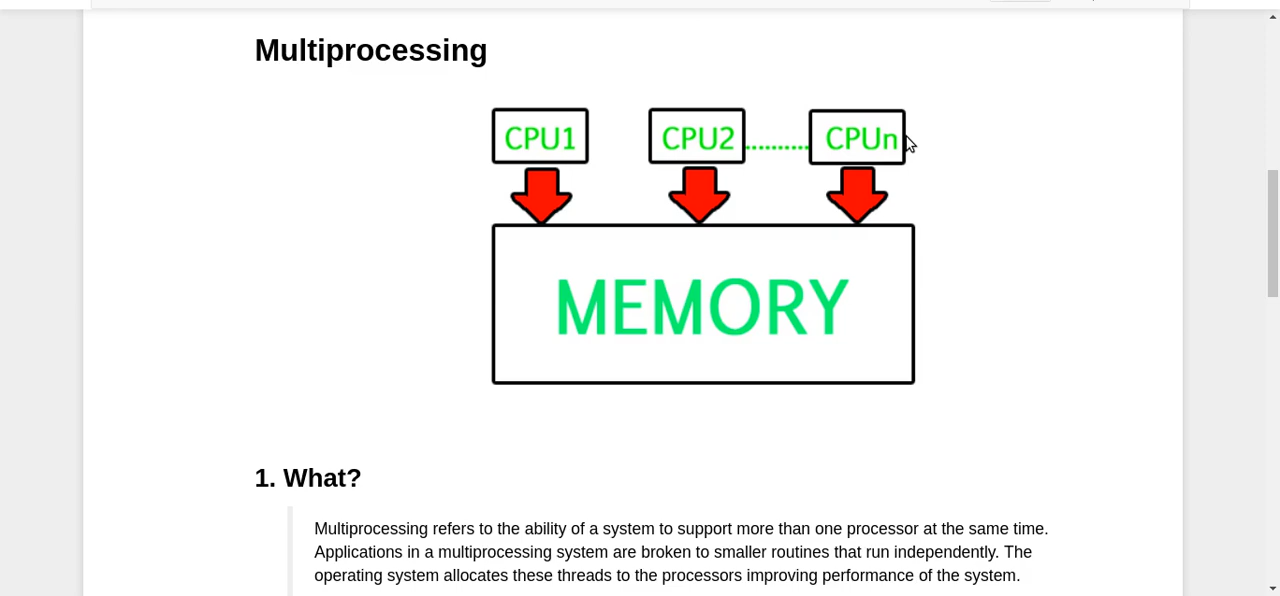 Multiprocessing
CPU1 CPU2 .......... CPUn
MEMORY
1. What?
Multiprocessing refers to the ability of a system to support more than one processor at the same time.
Applications in a multiprocessing system are broken to smaller routines that run independently. The
operating system allocates these threads to the processors improving performance of the system.